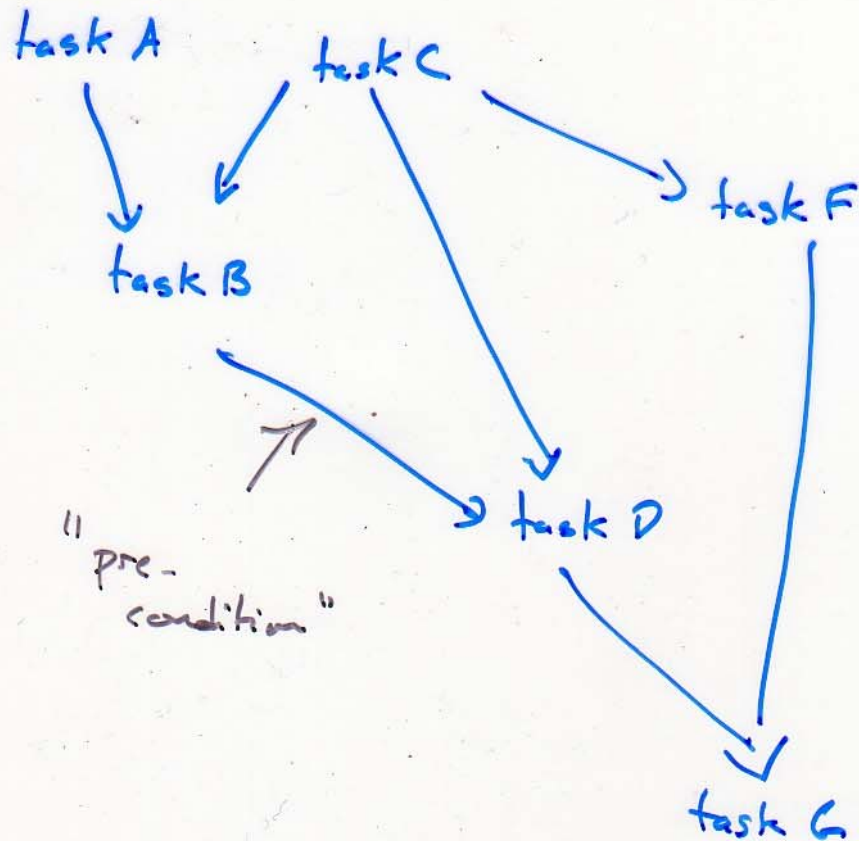 task A
task C
task F
task B
task D
"pre-
condition"
task G